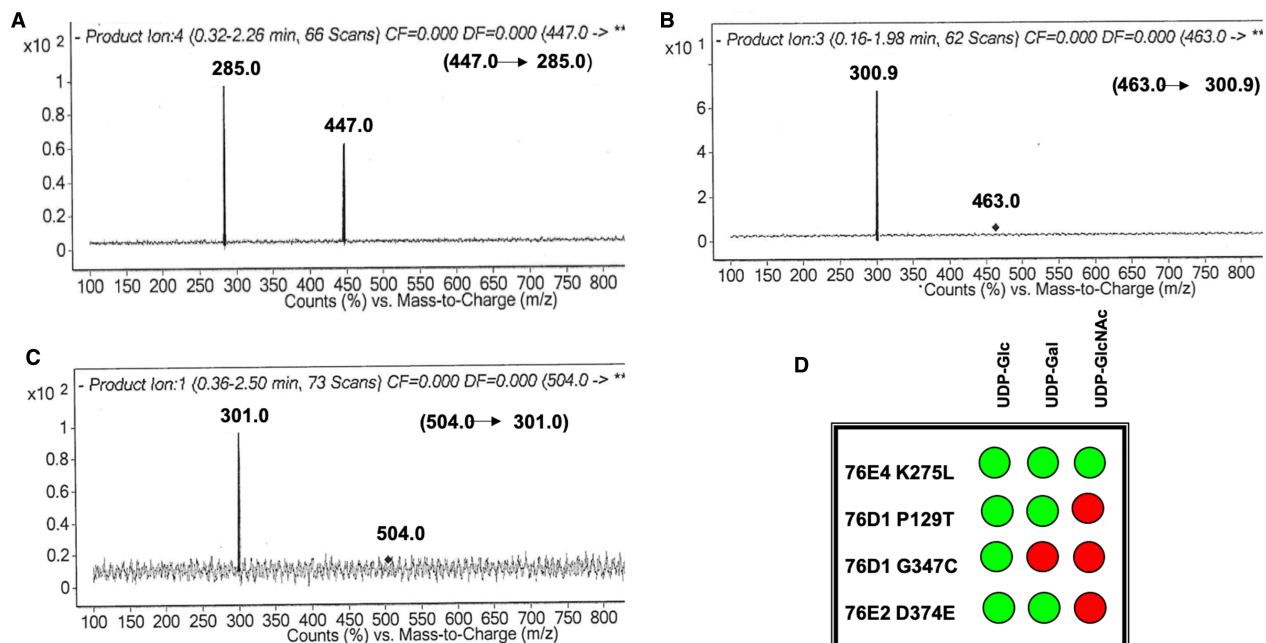 A
- Product Ion:4 (0.32-2.26 min, 66 Scans) CF=0.000 DF=0.000 (447.0 -> **
x10 2
(447.0 → 285.0)
285.0
447.0
1
0.8
0.6
0.4
0.2
0
100 150 200 250 300 350 400 450 500 550 600 650 700 750 800
Counts (%) vs. Mass-to-Charge (m/z)
B
- Product Ion:3 (0.16-1.98 min, 62 Scans) CF=0.000 DF=0.000 (463.0 -> **
x10 1
(463.0 → 300.9)
300.9
463.0
6
4
2
0
100 150 200 250 300 350 400 450 500 550 600 650 700 750 800
Counts (%) vs. Mass-to-Charge (m/z)
C
- Product Ion:1 (0.36-2.50 min, 73 Scans) CF=0.000 DF=0.000 (504.0 -> **
x10 2
301.0
(504.0 → 301.0)
504.0
1
0.8
0.6
0.4
0.2
0
100 150 200 250 300 350 400 450 500 550 600 650 700 750 800
Counts (%) vs. Mass-to-Charge (m/z)
D
UDP-Glc
UDP-Gal
UDP-GlcNAc
76E4 K275L
76D1 P129T
76D1 G347C
76E2 D374E